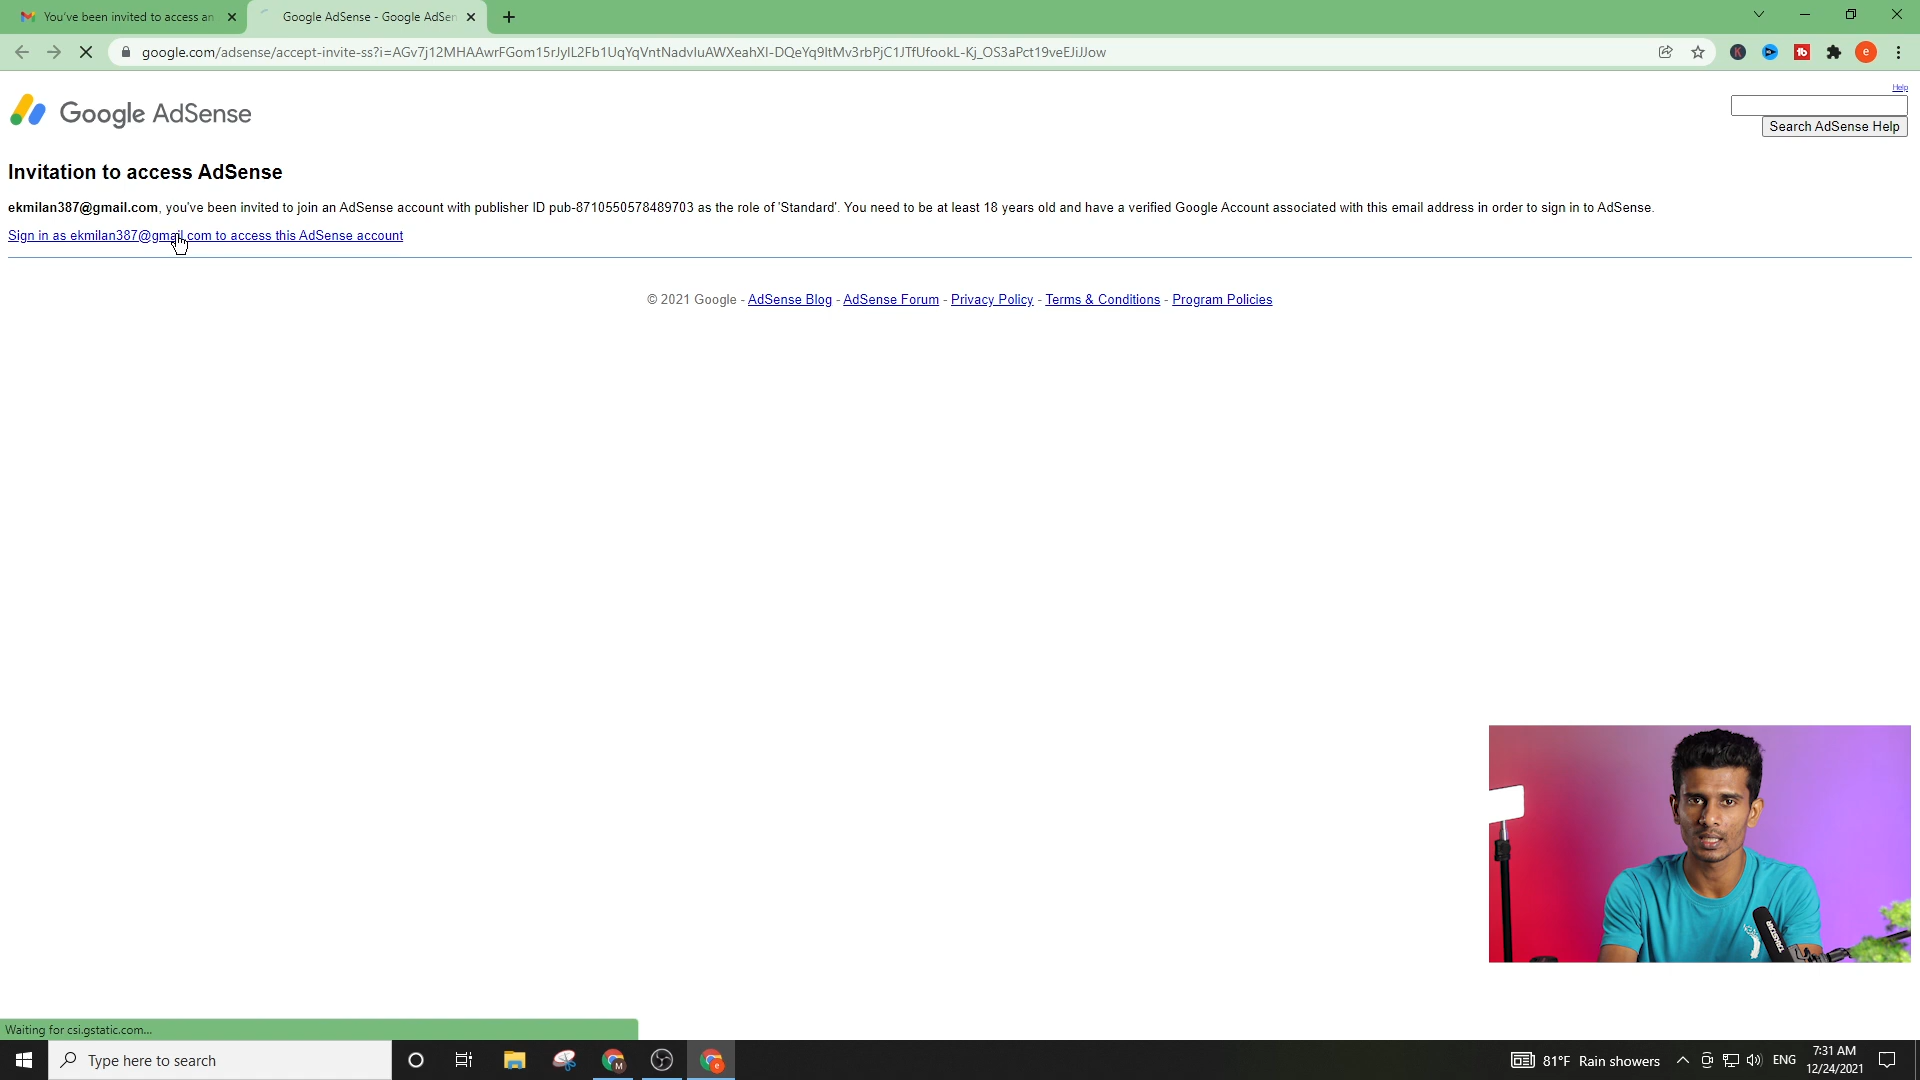 You've been invited to access an
Google AdSense - Google AdSen
google.com/adsense/accept-invite-ss?i=AGv7j12MHAAwrFGom15rJylL2Fb1UqYqVntNadvluAWXeahXI-DQeYq9ItMv3rbPjC1JTfUfookL-Kj_OS3aPct19veEJiJJow
Help
Google AdSense
Search AdSense Help
Invitation to access AdSense
ekmilan387@gmail.com, you've been invited to join an AdSense account with publisher ID pub-8710550578489703 as the role of 'Standard'. You need to be at least 18 years old and have a verified Google Account associated with this email address in order to sign in to AdSense.
Sign in as ekmilan387@gmail.com to access this AdSense account
© 2021 Google - AdSense Blog - AdSense Forum - Privacy Policy - Terms & Conditions - Program Policies
TAKSTAR
Waiting for csi.gstatic.com...
Type here to search
81°F Rain showers
ENG
7:31 AM
12/24/2021